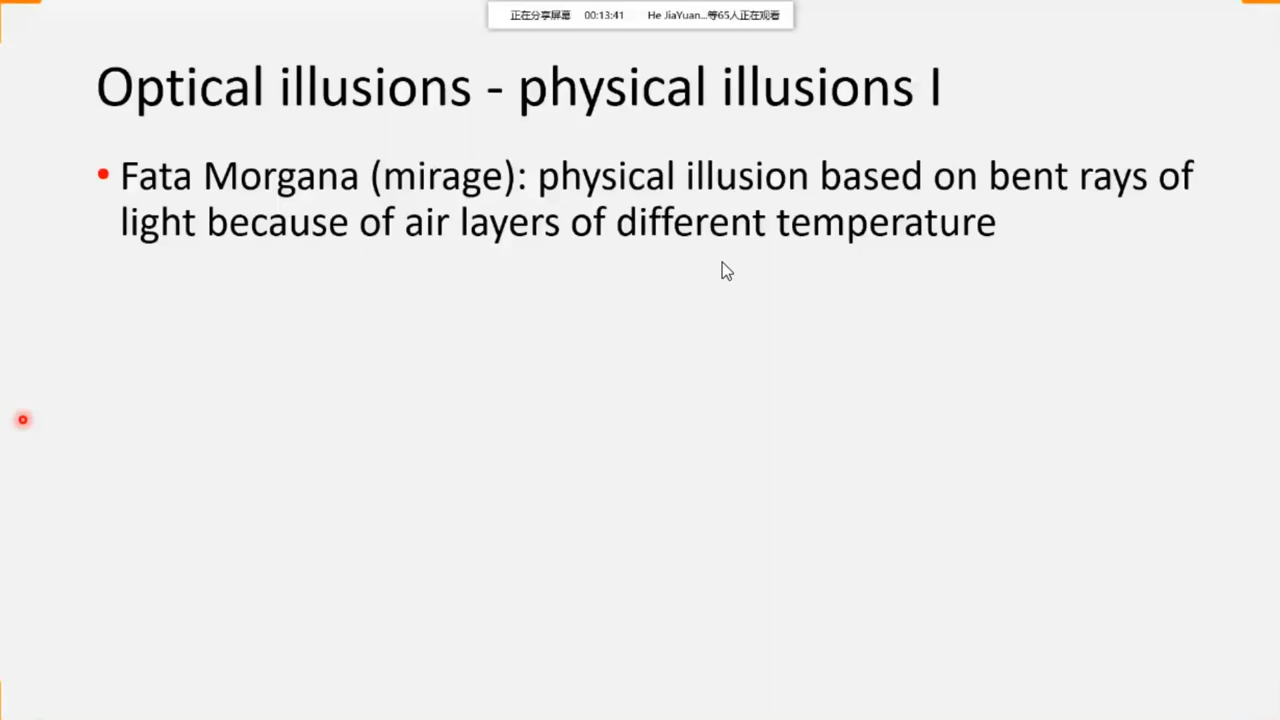 正在分享屏幕 00:13:41 He JiaYuan...等65人正在观看
Optical illusions - physical illusions I
• Fata Morgana (mirage): physical illusion based on bent rays of
light because of air layers of different temperature